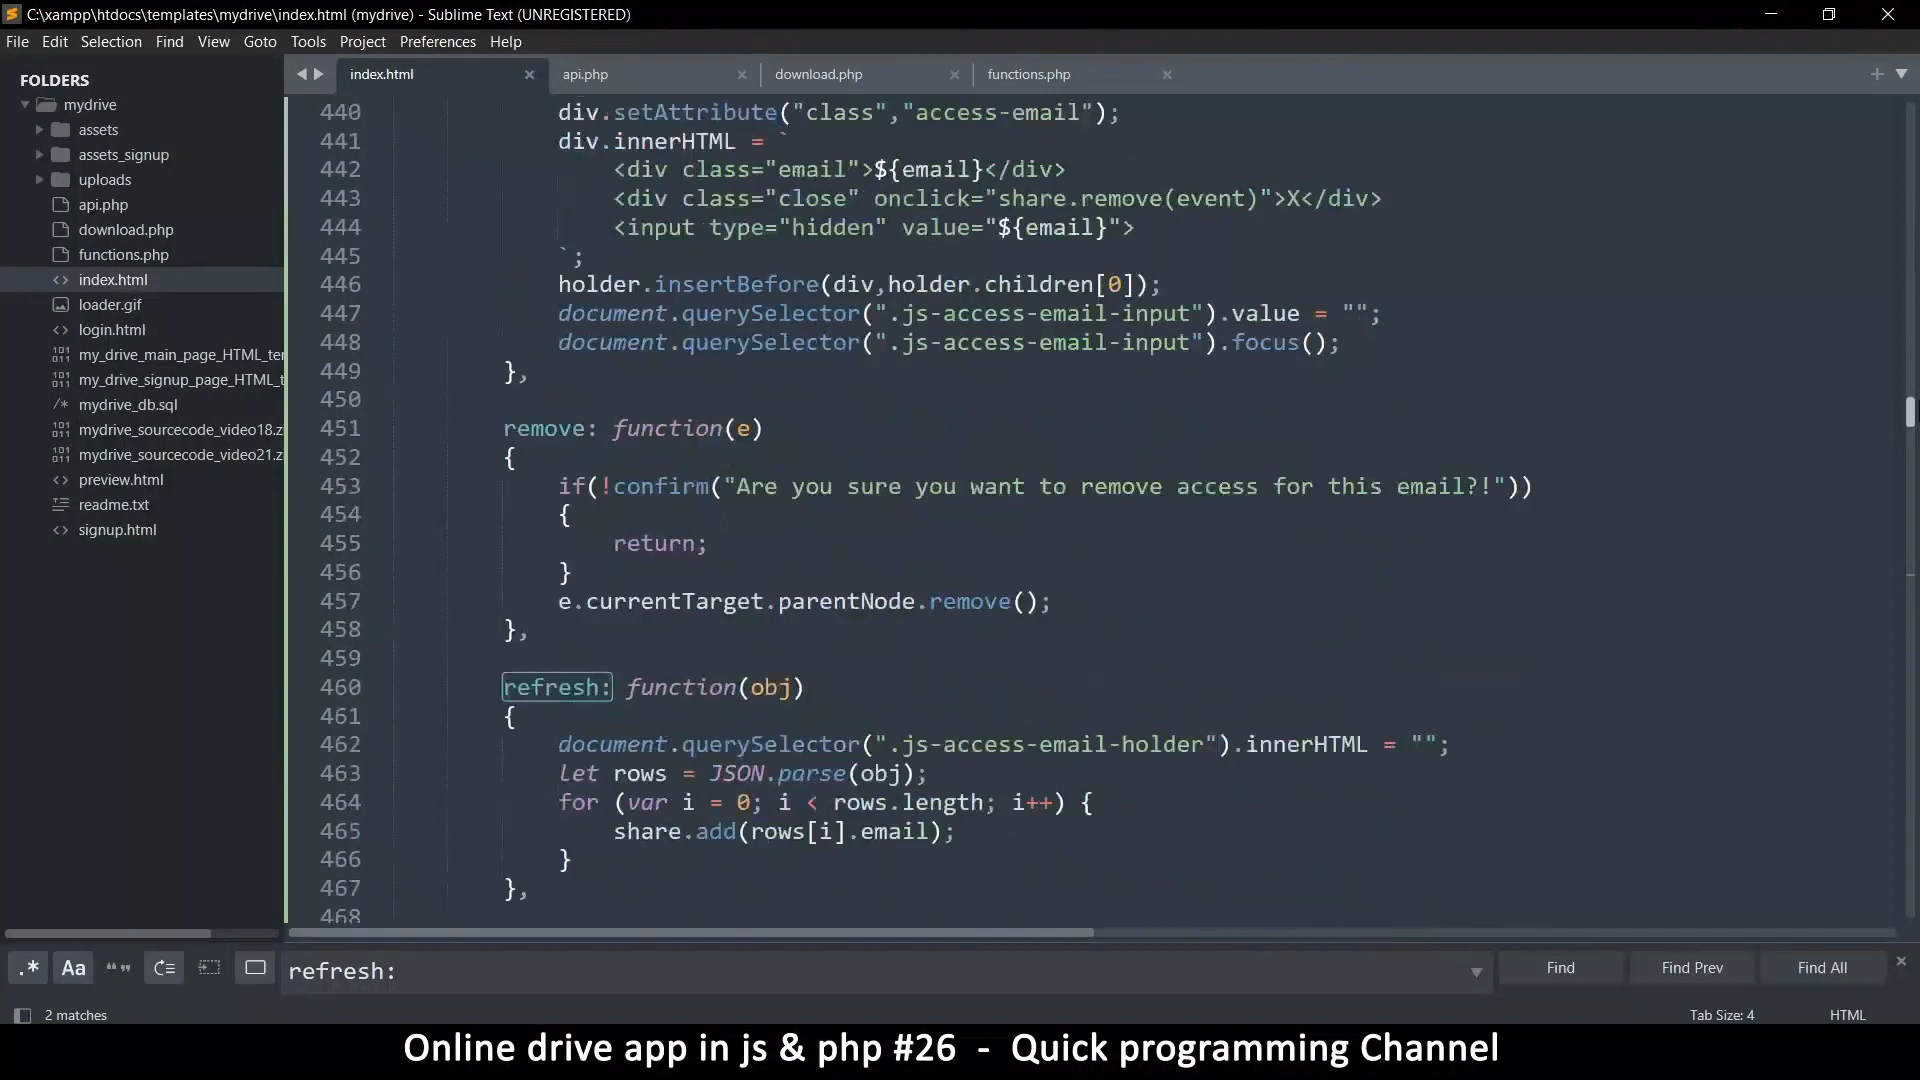 C:\xampp\htdocs\templates\mydrive\index.html (mydrive) - Sublime Text (UNREGISTERED)
File Edit Selection Find View Goto Tools Project Preferences Help
FOLDERS
mydrive
assets
assets_signup
uploads
api.php
download.php
functions.php
index.html
loader.gif
login.html
my_drive_main_page_HTML_te
my_drive_signup_page_HTML_t
mydrive_db.sql
mydrive_sourcecode_video18.z
mydrive_sourcecode_video21.z
preview.html
readme.txt
signup.html
index.html api.php download.php functions.php
440 div.setAttribute("class","access-email");
441 div.innerHTML = `
442 <div class="email">${email}</div>
443 <div class="close" onclick="share.remove(event)">X</div>
444 <input type="hidden" value="${email}">
445 `;
446 holder.insertBefore(div,holder.children[0]);
447 document.querySelector(".js-access-email-input").value = "";
448 document.querySelector(".js-access-email-input").focus();
449 },
450
451 remove: function(e)
452 {
453 if(!confirm("Are you sure you want to remove access for this email?!"))
454 {
455 return;
456 }
457 e.currentTarget.parentNode.remove();
458 },
459
460 refresh: function(obj)
461 {
462 document.querySelector(".js-access-email-holder").innerHTML = "";
463 let rows = JSON.parse(obj);
464 for (var i = 0; i < rows.length; i++) {
465 share.add(rows[i].email);
466 }
467 },
468
.* Aa refresh: Find Find Prev Find All
2 matches Tab Size: 4 HTML
Online drive app in js & php #26 - Quick programming Channel